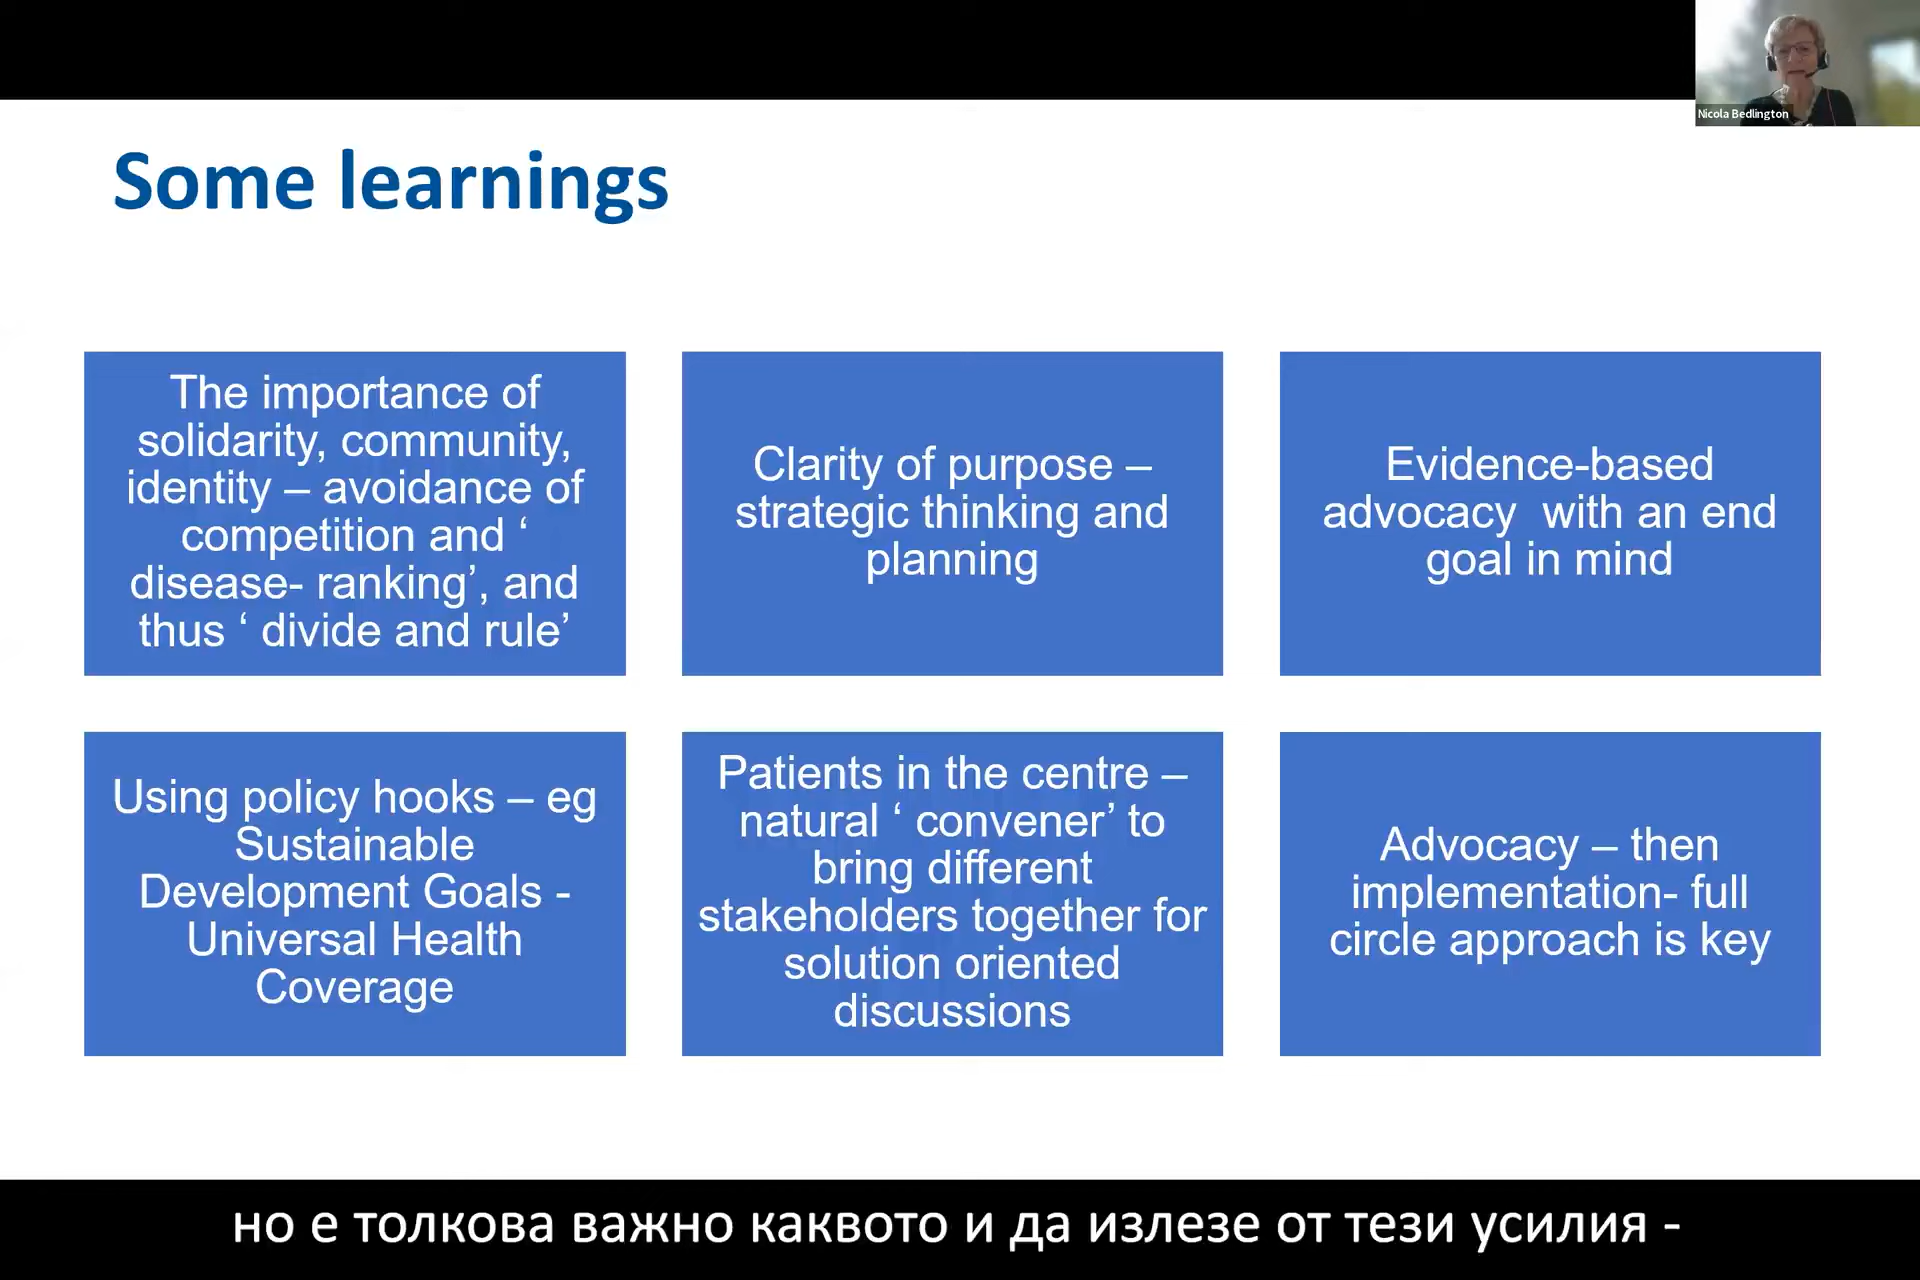 Nicola Bedlington
Some learnings
The importance of
solidarity, community,
identity – avoidance of
competition and ‘
disease- ranking’, and
thus ‘ divide and rule’
Clarity of purpose –
strategic thinking and
planning
Evidence-based
advocacy  with an end
goal in mind
Using policy hooks – eg
Sustainable
Development Goals -
Universal Health
Coverage
Patients in the centre –
natural ‘ convener’ to
bring different
stakeholders together for
solution oriented
discussions
Advocacy – then
implementation- full
circle approach is key
но е толкова важно каквото и да излезе от тези усилия -